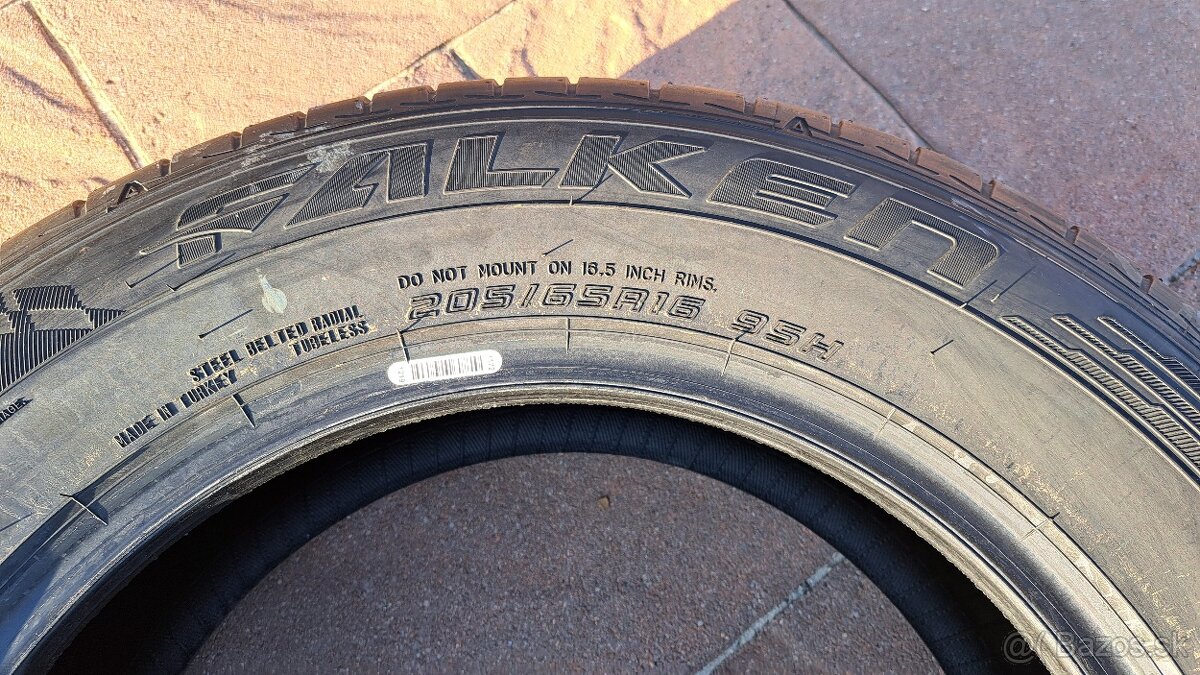 FALKEN
DO NOT MOUNT ON 16.5 INCH RIMS.
205/65R16 95H
STEEL BELTED RADIAL
TUBELESS
MADE IN TURKEY
@ Bazos.sk